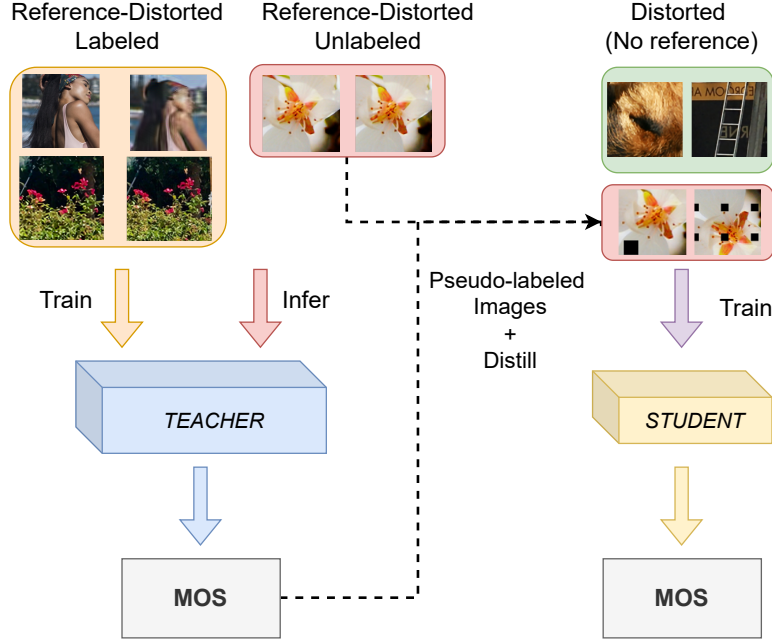 Reference-Distorted
Labeled
Reference-Distorted
Unlabeled
Distorted
(No reference)
Train
Infer
Pseudo-labeled
Images
+
Distill
Train
TEACHER
STUDENT
MOS
MOS